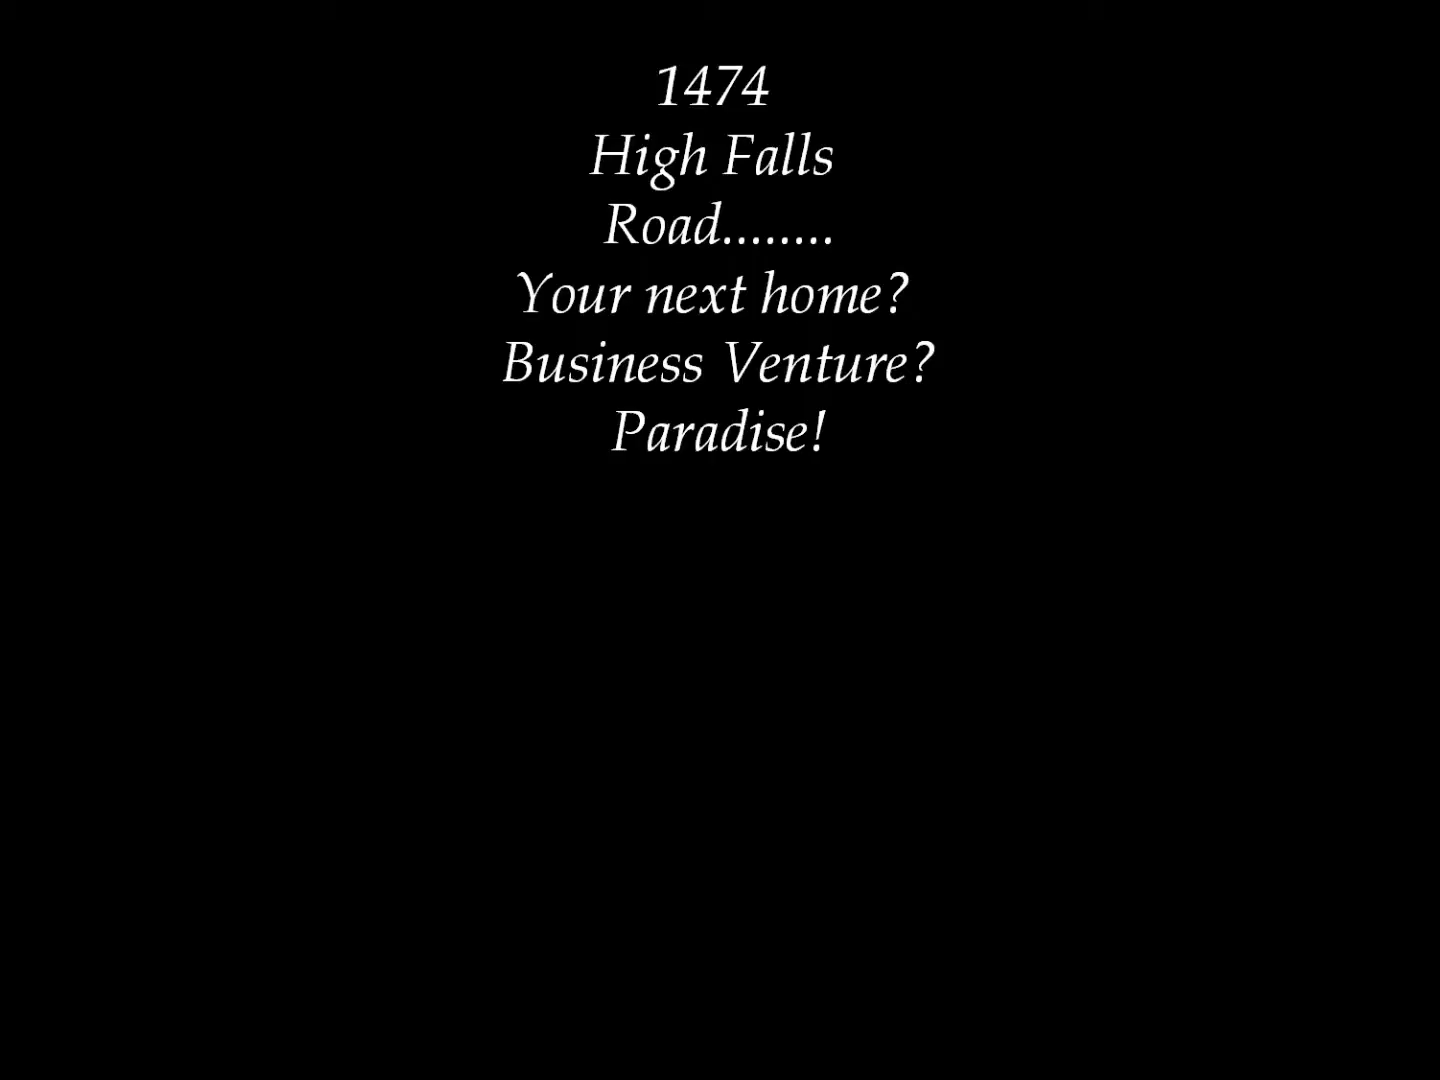 1474
High Falls
Road........
Your next home?
Business Venture?
Paradise!